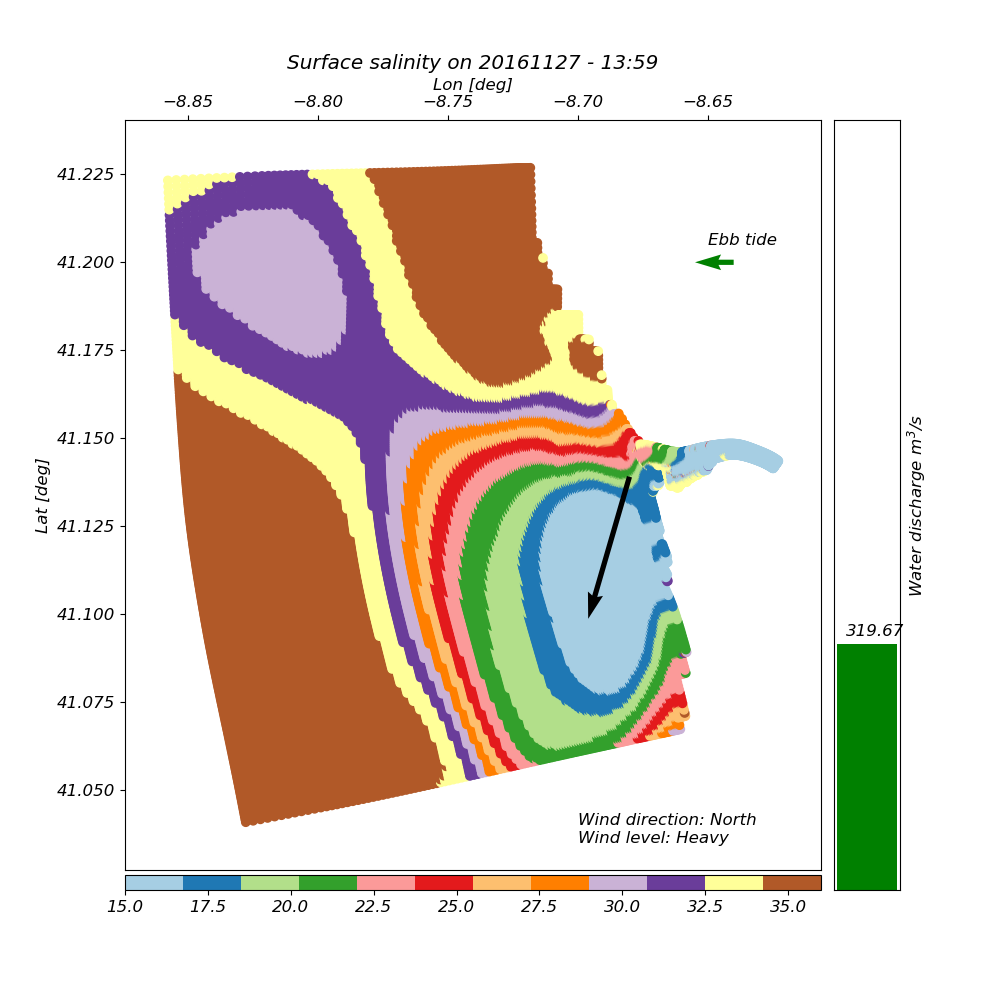 Surface salinity on 20161127 - 13:59
Lon [deg]
−8.85 −8.80 −8.75 −8.70 −8.65
41.225
41.200
41.175
41.150
41.125
41.100
41.075
41.050
Lat [deg]
Ebb tide
Wind direction: North
Wind level: Heavy
319.67
Water discharge m³/s
15.0 17.5 20.0 22.5 25.0 27.5 30.0 32.5 35.0